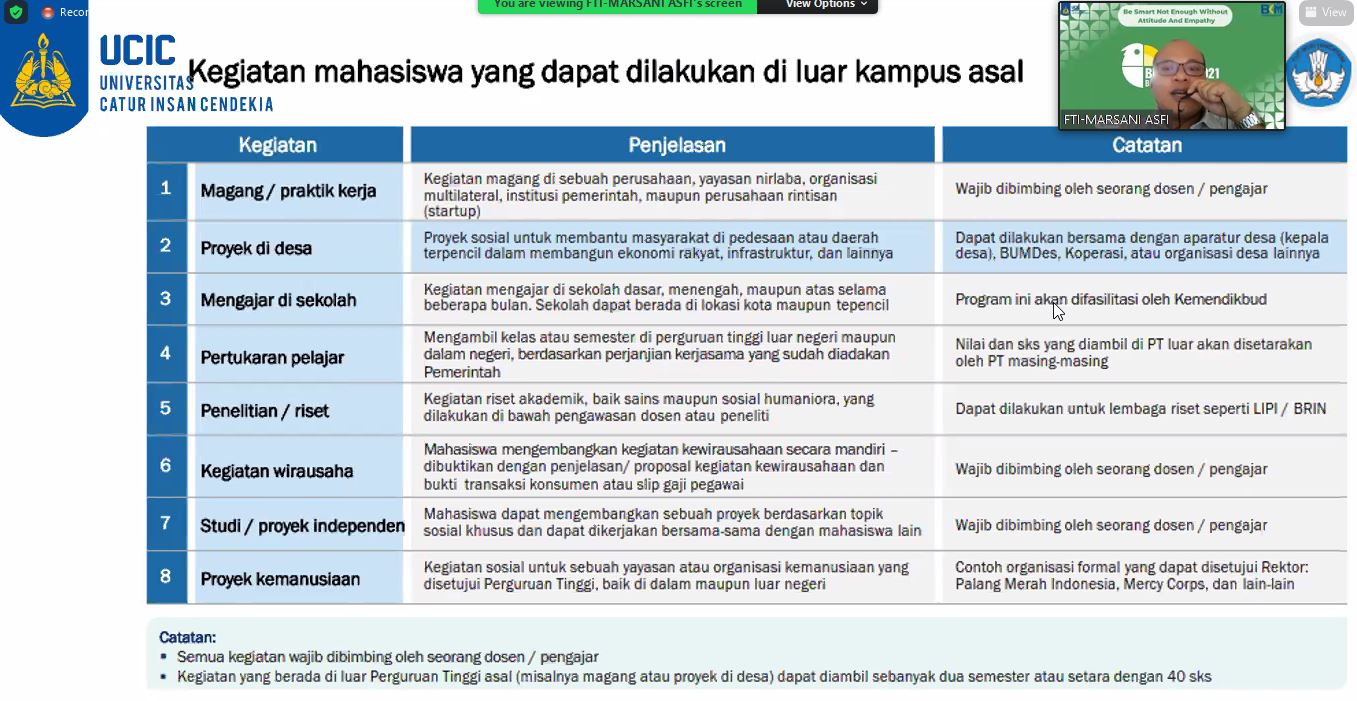 Recor
You are viewing FTI-MARSANI ASFI's screen
View Options
View
UCIC
UNIVERSITAS
CATUR INSAN CENDEKIA
Kegiatan mahasiswa yang dapat dilakukan di luar kampus asal
Be Smart Not Enough Without
Attitude And Empathy
FTI-MARSANI ASFI
Kegiatan
Penjelasan
Catatan
1
Magang / praktik kerja
Kegiatan magang di sebuah perusahaan, yayasan nirlaba, organisasi
multilateral, institusi pemerintah, maupun perusahaan rintisan
(startup)
Wajib dibimbing oleh seorang dosen / pengajar
2
Proyek di desa
Proyek sosial untuk membantu masyarakat di pedesaan atau daerah
terpencil dalam membangun ekonomi rakyat, infrastruktur, dan lainnya
Dapat dilakukan bersama dengan aparatur desa (kepala
desa), BUMDes, Koperasi, atau organisasi desa lainnya
3
Mengajar di sekolah
Kegiatan mengajar di sekolah dasar, menengah, maupun atas selama
beberapa bulan. Sekolah dapat berada di lokasi kota maupun tepencil
Program ini akan difasilitasi oleh Kemendikbud
4
Pertukaran pelajar
Mengambil kelas atau semester di perguruan tinggi luar negeri maupun
dalam negeri, berdasarkan perjanjian kerjasama yang sudah diadakan
Pemerintah
Nilai dan sks yang diambil di PT luar akan disetarakan
oleh PT masing-masing
5
Penelitian / riset
Kegiatan riset akademik, baik sains maupun sosial humaniora, yang
dilakukan di bawah pengawasan dosen atau peneliti
Dapat dilakukan untuk lembaga riset seperti LIPI / BRIN
6
Kegiatan wirausaha
Mahasiswa mengembangkan kegiatan kewirausahaan secara mandiri –
dibuktikan dengan penjelasan/ proposal kegiatan kewirausahaan dan
bukti transaksi konsumen atau slip gaji pegawai
Wajib dibimbing oleh seorang dosen / pengajar
7
Studi / proyek independen
Mahasiswa dapat mengembangkan sebuah proyek berdasarkan topik
sosial khusus dan dapat dikerjakan bersama-sama dengan mahasiswa lain
Wajib dibimbing oleh seorang dosen / pengajar
8
Proyek kemanusiaan
Kegiatan sosial untuk sebuah yayasan atau organisasi kemanusiaan yang
disetujui Perguruan Tinggi, baik di dalam maupun luar negeri
Contoh organisasi formal yang dapat disetujui Rektor:
Palang Merah Indonesia, Mercy Corps, dan lain-lain
Catatan:
▪ Semua kegiatan wajib dibimbing oleh seorang dosen / pengajar
▪ Kegiatan yang berada di luar Perguruan Tinggi asal (misalnya magang atau proyek di desa) dapat diambil sebanyak dua semester atau setara dengan 40 sks